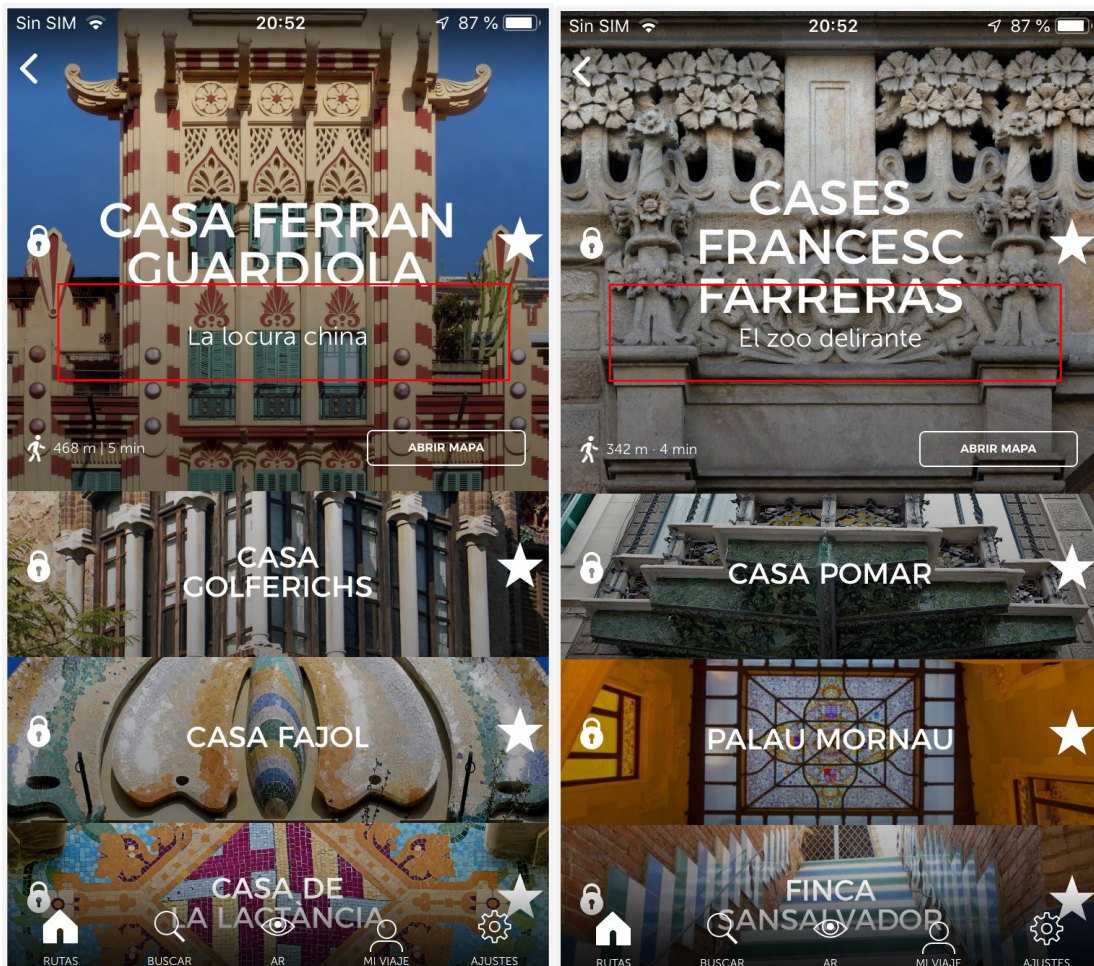 Sin SIM 20:52 87 %
CASA FERRAN
GUARDIOLA
La locura china
468 m | 5 min ABRIR MAPA
CASA
GOLFERICHS
CASA FAJOL
CASA DE
LA LACTÀNCIA
RUTAS BUSCAR AR MI VIAJE AJUSTES
Sin SIM 20:52 87 %
CASES
FRANCESC
FARRERAS
El zoo delirante
342 m · 4 min ABRIR MAPA
CASA POMAR
PALAU MORNAU
FINCA
SANSALVADOR
RUTAS BUSCAR AR MI VIAJE AJUSTES